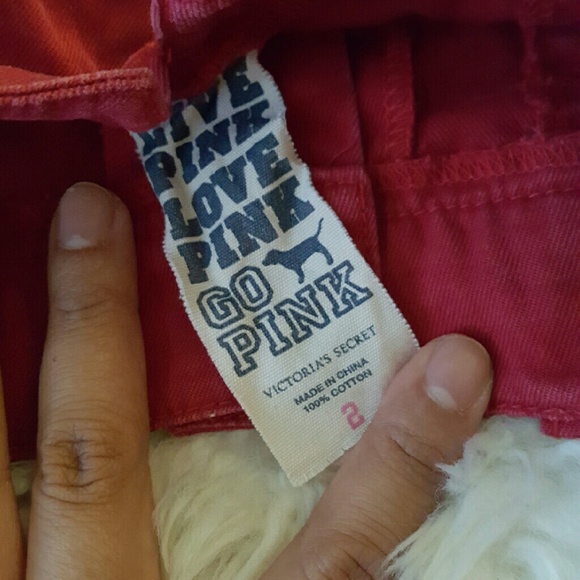 PINK
LOVE
PINK
GO
PINK
VICTORIA'S SECRET
MADE IN CHINA
100% COTTON
2